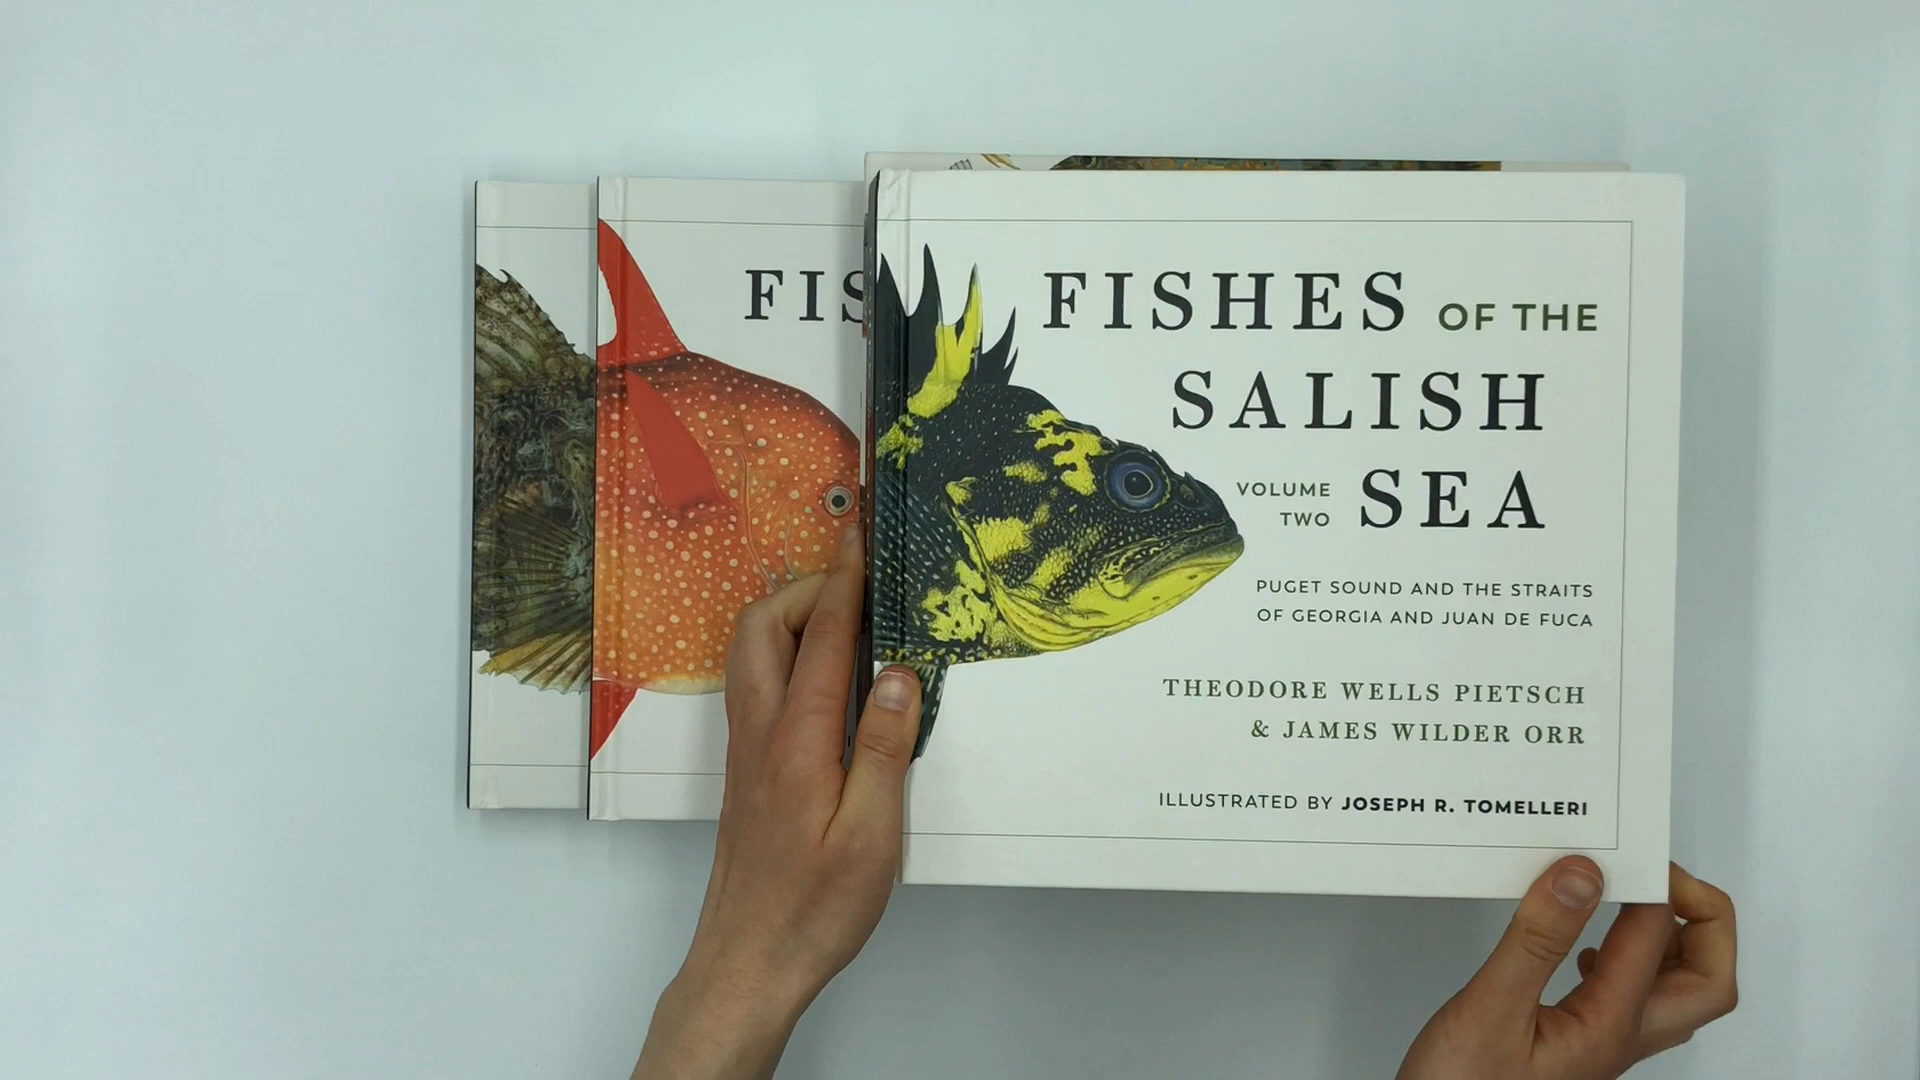 FIS
FISHES OF THE
SALISH
VOLUME TWO SEA
PUGET SOUND AND THE STRAITS
OF GEORGIA AND JUAN DE FUCA
THEODORE WELLS PIETSCH
& JAMES WILDER ORR
ILLUSTRATED BY JOSEPH R. TOMELLERI